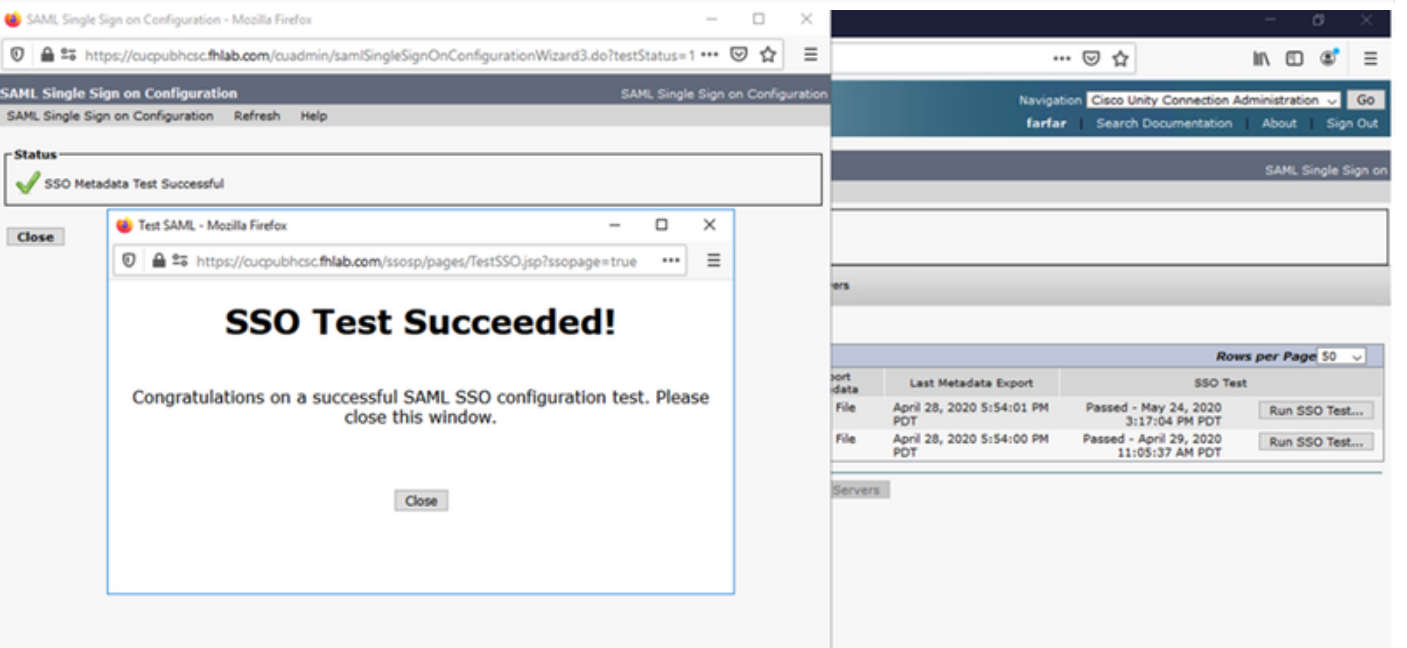 SAML Single Sign on Configuration - Mozilla Firefox
https://cucpubhcsc.fhlab.com/cuadmin/samlSingleSignOnConfigurationWizard3.do?testStatus=1
SAML Single Sign on Configuration
SAML Single Sign on Configuration
SAML Single Sign on Configuration Refresh Help
Status
SSO Metadata Test Successful
Close
Test SAML - Mozilla Firefox
https://cucpubhcsc.fhlab.com/ssosp/pages/TestSSO.jsp?ssopage=true
SSO Test Succeeded!
Congratulations on a successful SAML SSO configuration test. Please
close this window.
Close
Navigation Cisco Unity Connection Administration Go
farfar | Search Documentation | About | Sign Out
SAML Single Sign on
ers
Rows per Page 50
port
data
Last Metadata Export
SSO Test
File
April 28, 2020 5:54:01 PM
PDT
Passed - May 24, 2020
3:17:04 PM PDT
Run SSO Test...
File
April 28, 2020 5:54:00 PM
PDT
Passed - April 29, 2020
11:05:37 AM PDT
Run SSO Test...
Servers